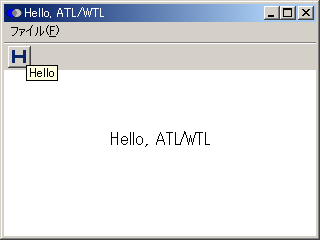 Hello, ATL/WTL
ファイル(F)
H
Hello
Hello, ATL/WTL